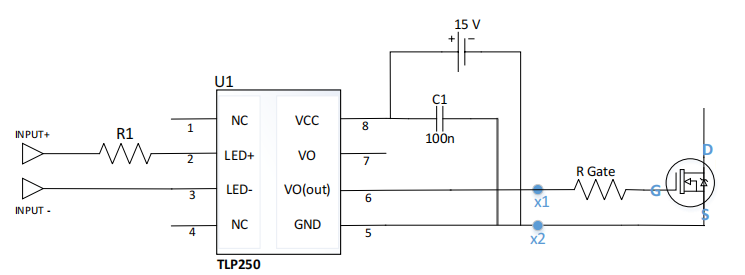 15 V
+ -
U1
C1
100n
INPUT+
R1
1
NC
VCC
8
2
LED+
VO
7
3
LED-
VO(out)
6
x1
R Gate
G
D
S
INPUT -
4
NC
GND
5
x2
TLP250